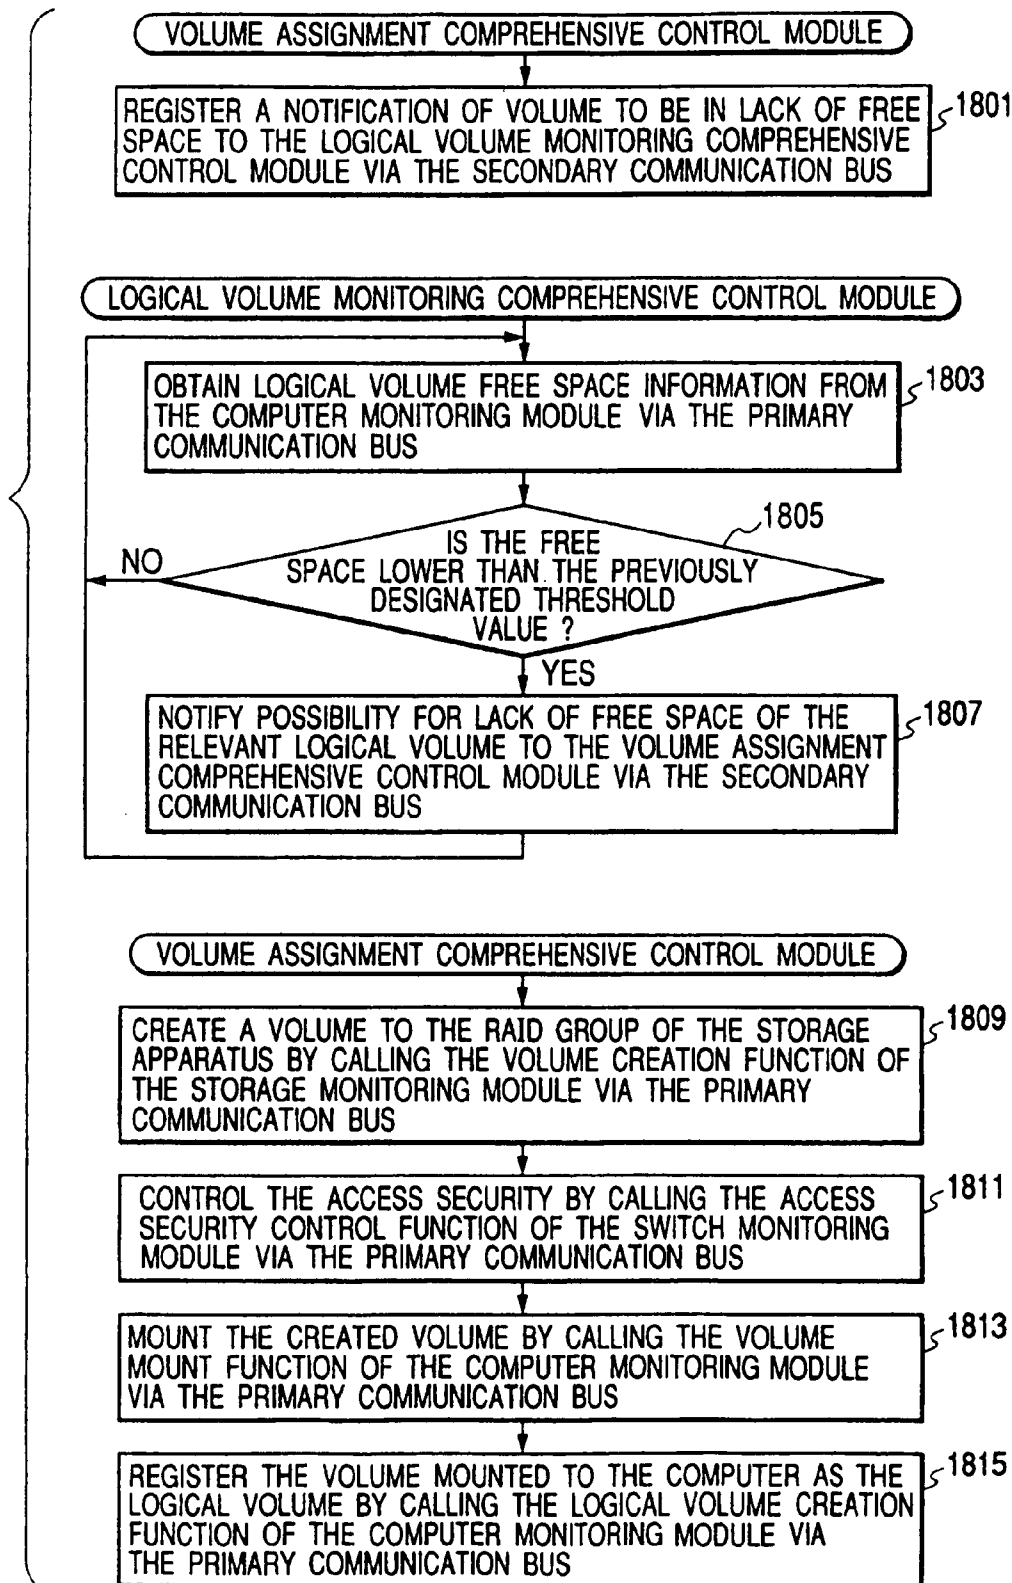 VOLUME ASSIGNMENT COMPREHENSIVE CONTROL MODULE
REGISTER A NOTIFICATION OF VOLUME TO BE IN LACK OF FREE
SPACE TO THE LOGICAL VOLUME MONITORING COMPREHENSIVE
CONTROL MODULE VIA THE SECONDARY COMMUNICATION BUS
1801
LOGICAL VOLUME MONITORING COMPREHENSIVE CONTROL MODULE
OBTAIN LOGICAL VOLUME FREE SPACE INFORMATION FROM
THE COMPUTER MONITORING MODULE VIA THE PRIMARY
COMMUNICATION BUS
1803
1805
IS THE FREE
SPACE LOWER THAN THE PREVIOUSLY
DESIGNATED THRESHOLD
VALUE ?
NO
YES
NOTIFY POSSIBILITY FOR LACK OF FREE SPACE OF THE
RELEVANT LOGICAL VOLUME TO THE VOLUME ASSIGNMENT
COMPREHENSIVE CONTROL MODULE VIA THE SECONDARY
COMMUNICATION BUS
1807
VOLUME ASSIGNMENT COMPREHENSIVE CONTROL MODULE
CREATE A VOLUME TO THE RAID GROUP OF THE STORAGE
APPARATUS BY CALLING THE VOLUME CREATION FUNCTION OF
THE STORAGE MONITORING MODULE VIA THE PRIMARY
COMMUNICATION BUS
1809
CONTROL THE ACCESS SECURITY BY CALLING THE ACCESS
SECURITY CONTROL FUNCTION OF THE SWITCH MONITORING
MODULE VIA THE PRIMARY COMMUNICATION BUS
1811
MOUNT THE CREATED VOLUME BY CALLING THE VOLUME
MOUNT FUNCTION OF THE COMPUTER MONITORING MODULE
VIA THE PRIMARY COMMUNICATION BUS
1813
REGISTER THE VOLUME MOUNTED TO THE COMPUTER AS THE
LOGICAL VOLUME BY CALLING THE LOGICAL VOLUME CREATION
FUNCTION OF THE COMPUTER MONITORING MODULE VIA
THE PRIMARY COMMUNICATION BUS
1815